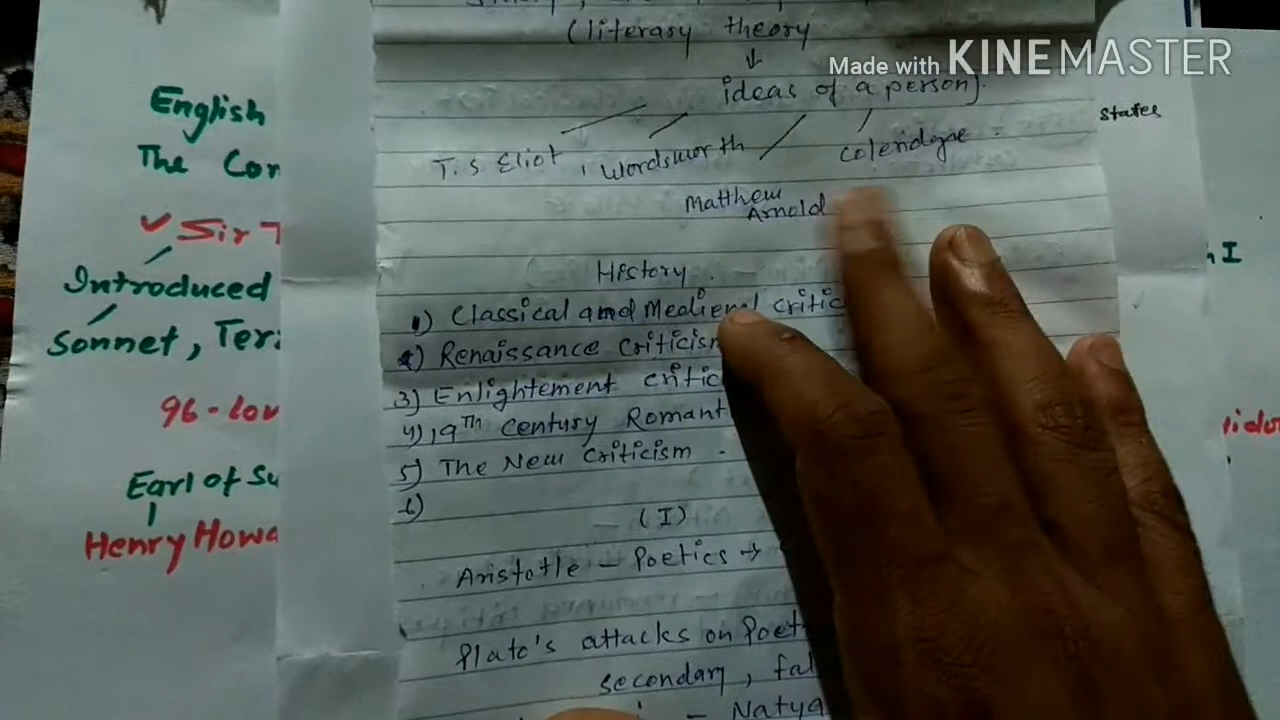 (literary theory
↓
ideas of a person).
T.S Eliot, Wordsworth
Coleridge.
Matthew
Arnold
History.
1) Classical and Medieval critic
2) Renaissance Criticism
3) Enlightement critic
4) 19th Century Romant
5) The New Criticism.
6)
(I)
Aristotle - Poetics →
Plato's attacks on Poet
secondary, fal
- Natya
English
The Con
✓ Sir T
Introduced
Sonnet, Ter
96 - lov
Earl of Su
Henry Howa
States
h I
Made with KINEMASTER